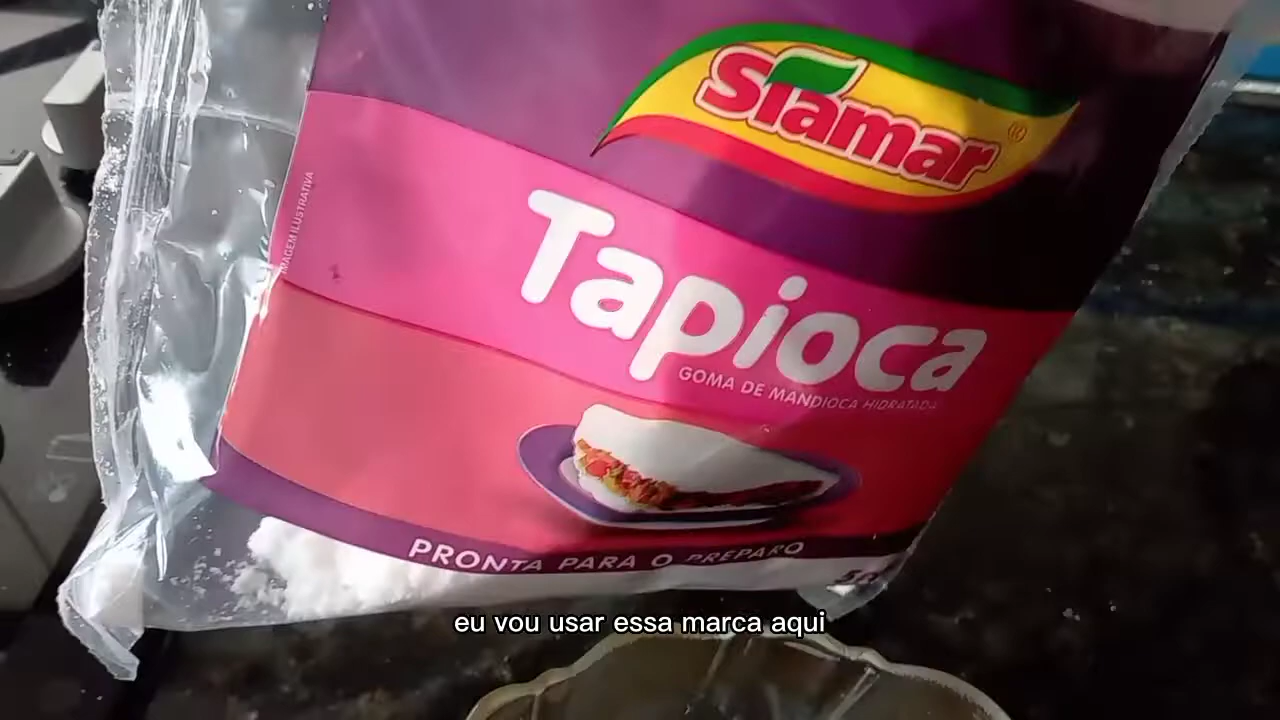 Siamar
®
Tapioca
GOMA DE MANDIOCA HIDRATADA
IMAGEM ILUSTRATIVA
PRONTA PARA O PREPARO
eu vou usar essa marca aqui